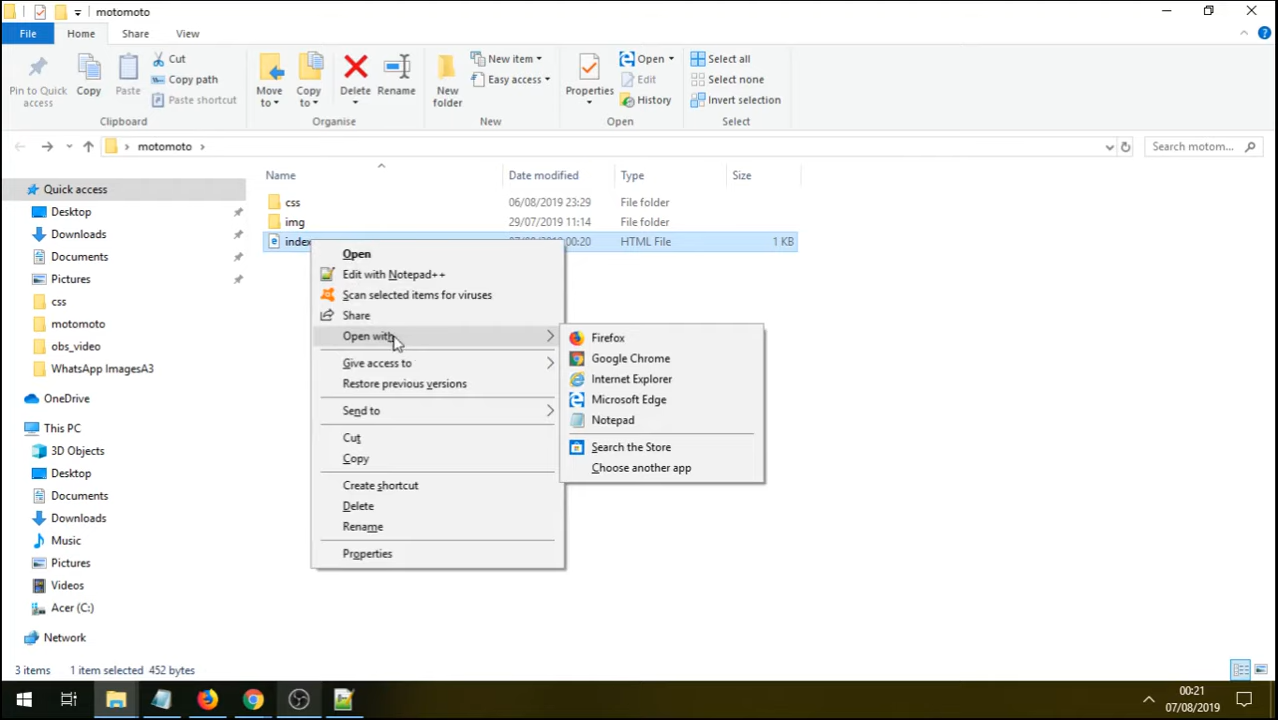 motomoto
File Home Share View
Pin to Quick access
Copy
Paste
Cut
Copy path
Paste shortcut
Clipboard
Move to
Copy to
Delete
Rename
Organise
New folder
New item
Easy access
New
Properties
Open
Edit
History
Open
Select all
Select none
Invert selection
Select
motomoto
Search motom...
Name Date modified Type Size
css 06/08/2019 23:29 File folder
img 29/07/2019 11:14 File folder
index 00:20 HTML File 1 KB
Quick access
Desktop
Downloads
Documents
Pictures
css
motomoto
obs_video
WhatsApp ImagesA3
OneDrive
This PC
3D Objects
Desktop
Documents
Downloads
Music
Pictures
Videos
Acer (C:)
Network
Open
Edit with Notepad++
Scan selected items for viruses
Share
Open with
Give access to
Restore previous versions
Send to
Cut
Copy
Create shortcut
Delete
Rename
Properties
Firefox
Google Chrome
Internet Explorer
Microsoft Edge
Notepad
Search the Store
Choose another app
3 items 1 item selected 452 bytes
00:21
07/08/2019